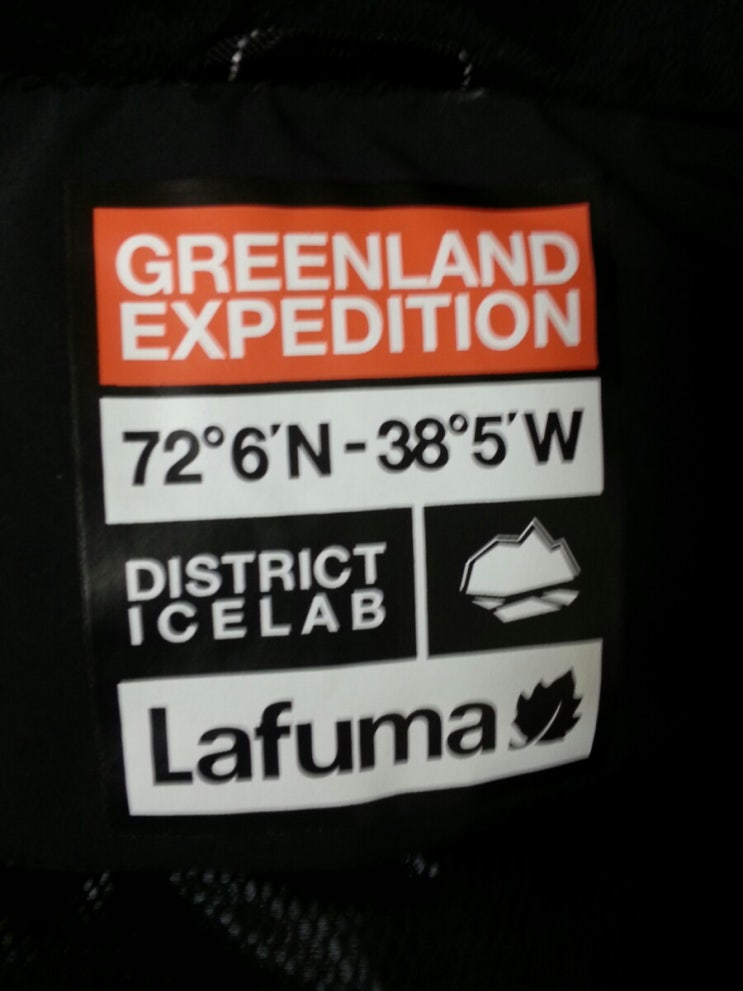 GREENLAND
EXPEDITION
72°6′N-38°5′W
DISTRICT
ICELAB
Lafuma